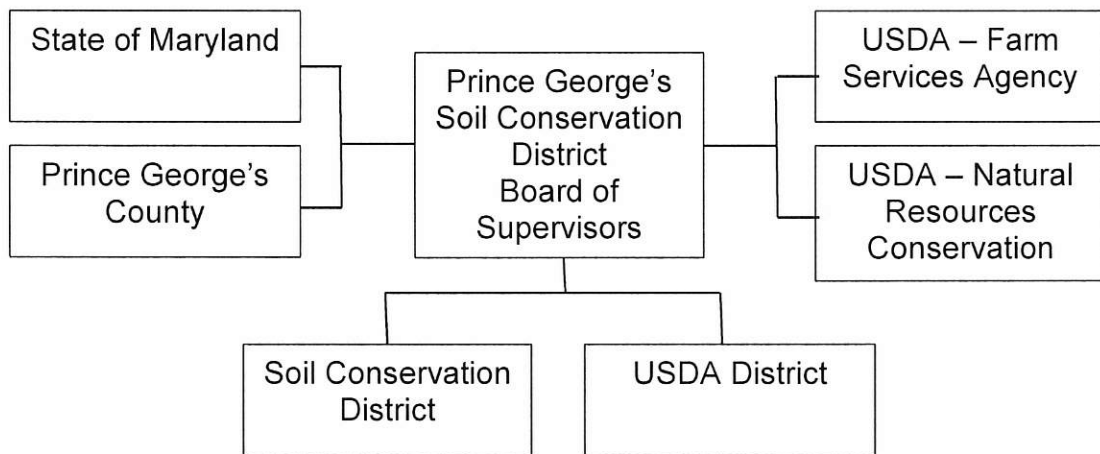 State of Maryland
Prince George's
County
Prince George's
Soil Conservation
District
Board of
Supervisors
USDA – Farm
Services Agency
USDA – Natural
Resources
Conservation
Soil Conservation
District
USDA District